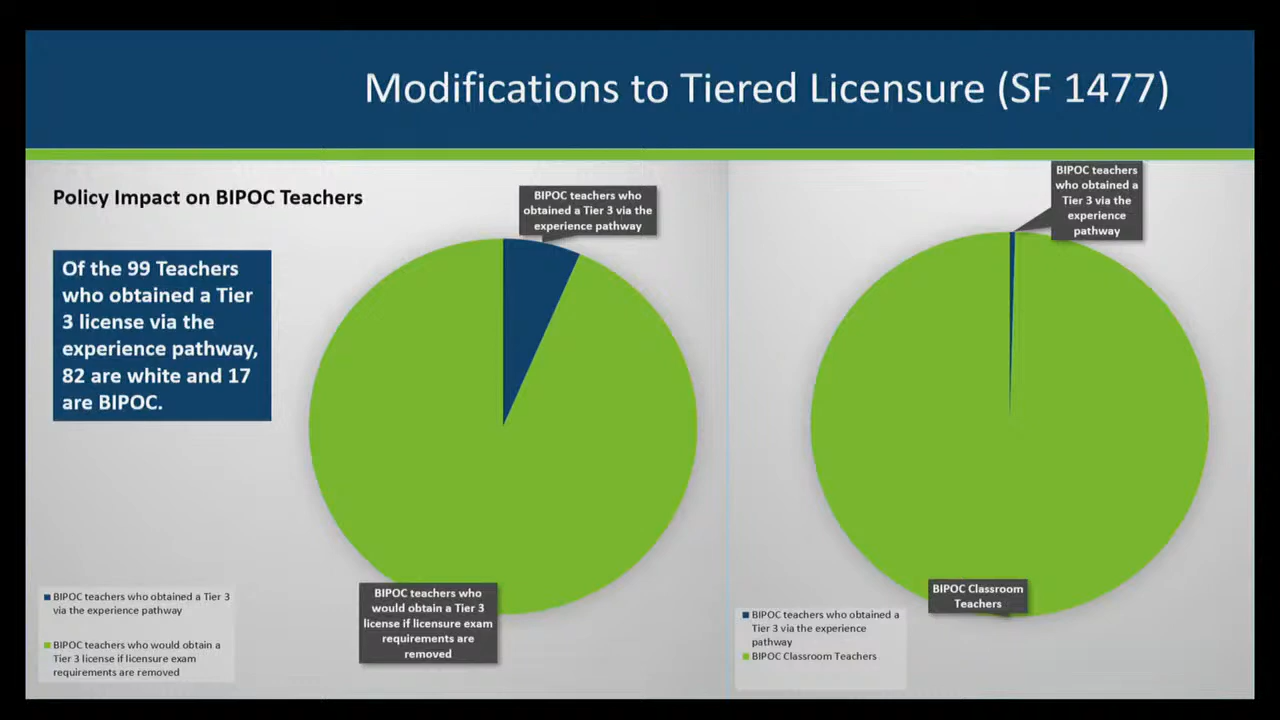 Modifications to Tiered Licensure (SF 1477)
Policy Impact on BIPOC Teachers
Of the 99 Teachers
who obtained a Tier
3 license via the
experience pathway,
82 are white and 17
are BIPOC.
BIPOC teachers who
obtained a Tier 3 via the
experience pathway
BIPOC teachers who
would obtain a Tier 3
license if licensure exam
requirements are
removed
BIPOC teachers who obtained a Tier 3
via the experience pathway
BIPOC teachers who would obtain a
Tier 3 license if licensure exam
requirements are removed
BIPOC teachers
who obtained a
Tier 3 via the
experience
pathway
BIPOC Classroom
Teachers
BIPOC teachers who obtained a
Tier 3 via the experience
pathway
BIPOC Classroom Teachers